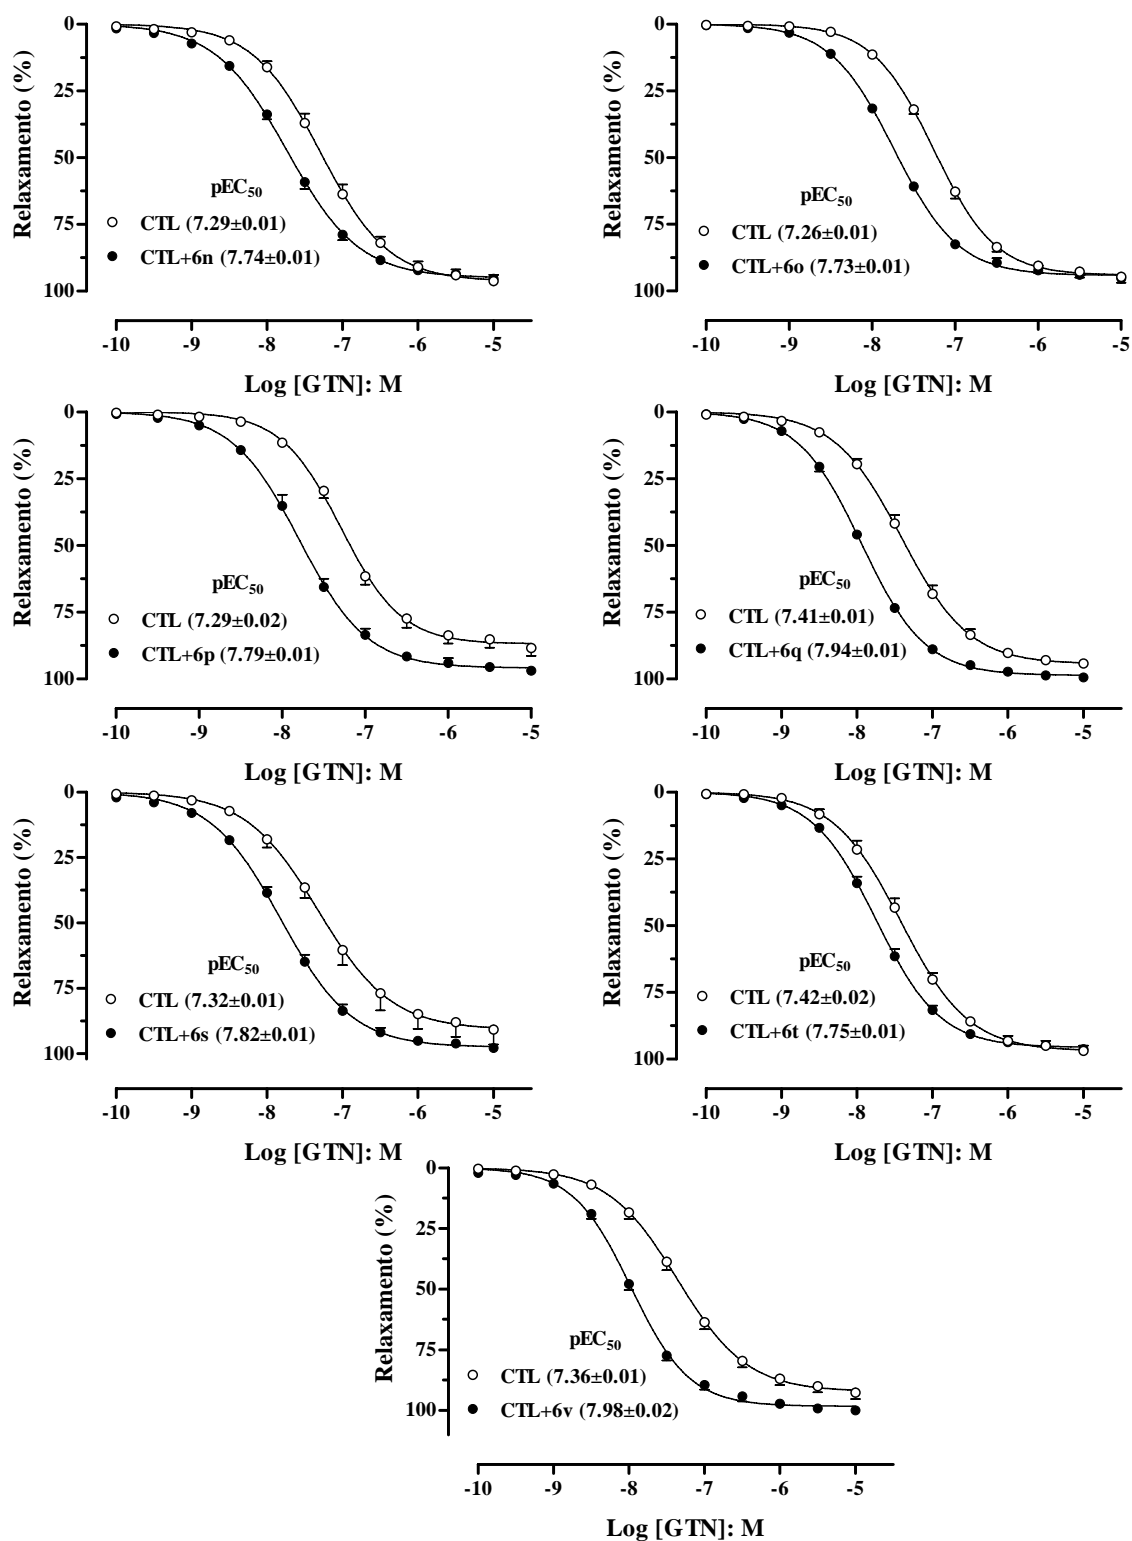 0
25
50
75
100
Relaxamento (%)
pEC50
CTL (7.29±0.01)
CTL+6n (7.74±0.01)
-10 -9 -8 -7 -6 -5
Log [GTN]: M
0
25
50
75
100
Relaxamento (%)
pEC50
CTL (7.26±0.01)
CTL+6o (7.73±0.01)
-10 -9 -8 -7 -6 -5
Log [GTN]: M
0
25
50
75
100
Relaxamento (%)
pEC50
CTL (7.29±0.02)
CTL+6p (7.79±0.01)
-10 -9 -8 -7 -6 -5
Log [GTN]: M
0
25
50
75
100
Relaxamento (%)
pEC50
CTL (7.41±0.01)
CTL+6q (7.94±0.01)
-10 -9 -8 -7 -6 -5
Log [GTN]: M
0
25
50
75
100
Relaxamento (%)
pEC50
CTL (7.32±0.01)
CTL+6s (7.82±0.01)
-10 -9 -8 -7 -6 -5
Log [GTN]: M
0
25
50
75
100
Relaxamento (%)
pEC50
CTL (7.42±0.02)
CTL+6t (7.75±0.01)
-10 -9 -8 -7 -6 -5
Log [GTN]: M
0
25
50
75
100
Relaxamento (%)
pEC50
CTL (7.36±0.01)
CTL+6v (7.98±0.02)
-10 -9 -8 -7 -6 -5
Log [GTN]: M